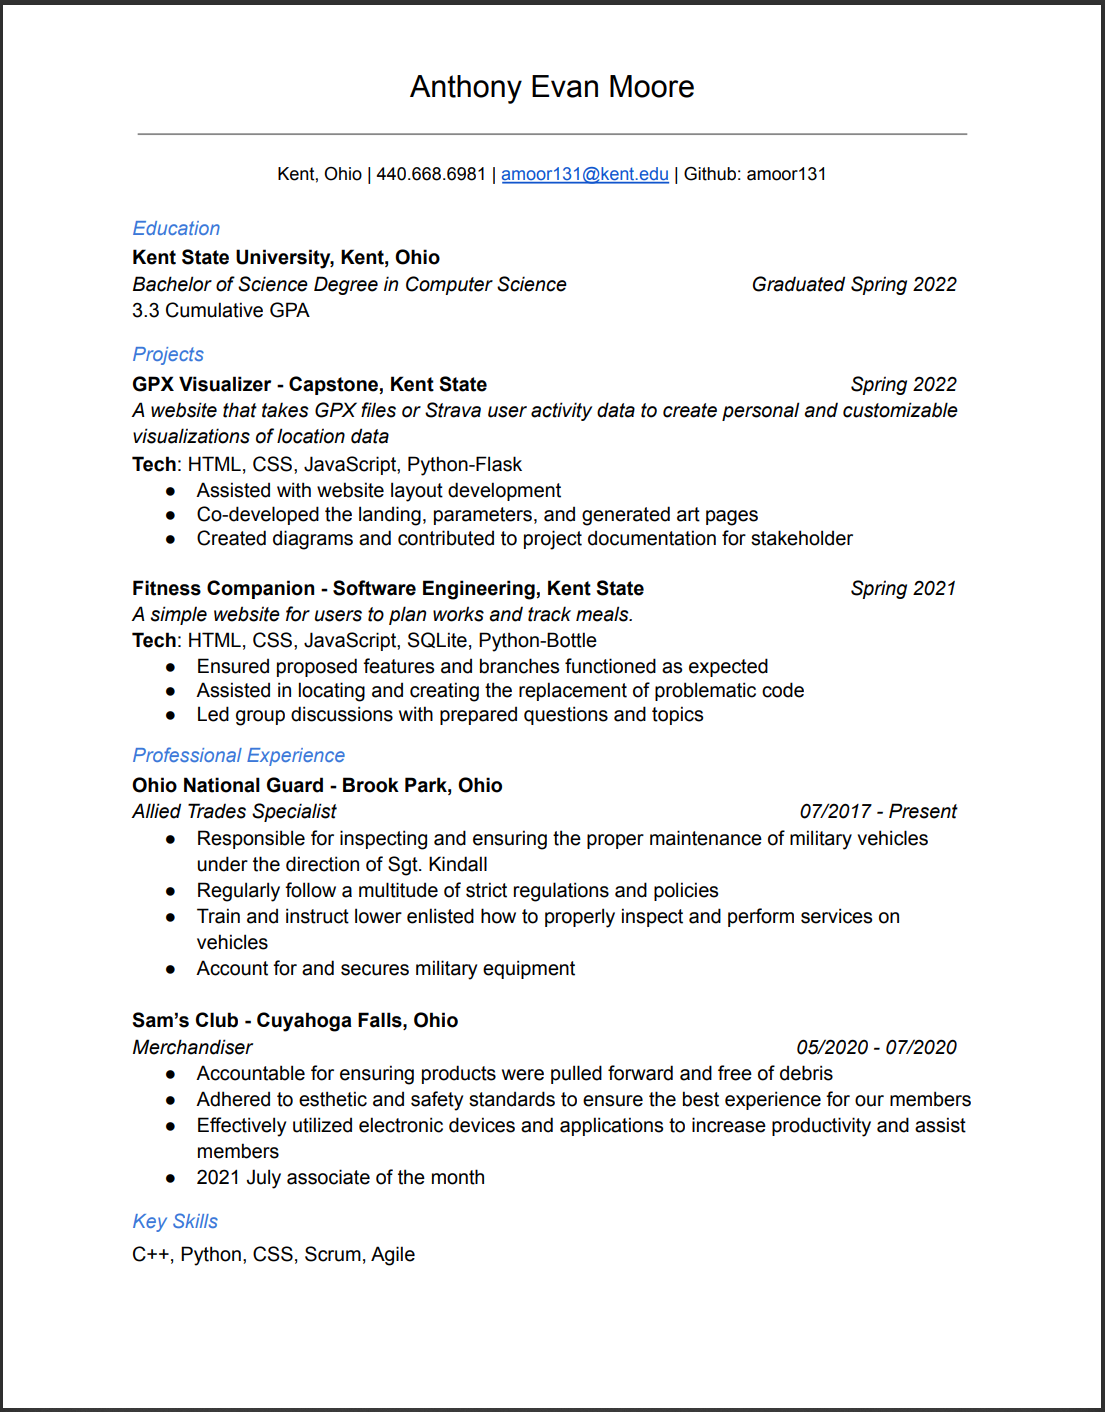 Anthony Evan Moore
Kent, Ohio | 440.668.6981 | amoor131@kent.edu | Github: amoor131
Education
Kent State University, Kent, Ohio
Bachelor of Science Degree in Computer Science Graduated Spring 2022
3.3 Cumulative GPA
Projects
GPX Visualizer - Capstone, Kent State Spring 2022
A website that takes GPX files or Strava user activity data to create personal and customizable
visualizations of location data
Tech: HTML, CSS, JavaScript, Python-Flask
● Assisted with website layout development
● Co-developed the landing, parameters, and generated art pages
● Created diagrams and contributed to project documentation for stakeholder
Fitness Companion - Software Engineering, Kent State Spring 2021
A simple website for users to plan works and track meals.
Tech: HTML, CSS, JavaScript, SQLite, Python-Bottle
● Ensured proposed features and branches functioned as expected
● Assisted in locating and creating the replacement of problematic code
● Led group discussions with prepared questions and topics
Professional Experience
Ohio National Guard - Brook Park, Ohio
Allied Trades Specialist 07/2017 - Present
● Responsible for inspecting and ensuring the proper maintenance of military vehicles
under the direction of Sgt. Kindall
● Regularly follow a multitude of strict regulations and policies
● Train and instruct lower enlisted how to properly inspect and perform services on
vehicles
● Account for and secures military equipment
Sam’s Club - Cuyahoga Falls, Ohio
Merchandiser 05/2020 - 07/2020
● Accountable for ensuring products were pulled forward and free of debris
● Adhered to esthetic and safety standards to ensure the best experience for our members
● Effectively utilized electronic devices and applications to increase productivity and assist
members
● 2021 July associate of the month
Key Skills
C++, Python, CSS, Scrum, Agile